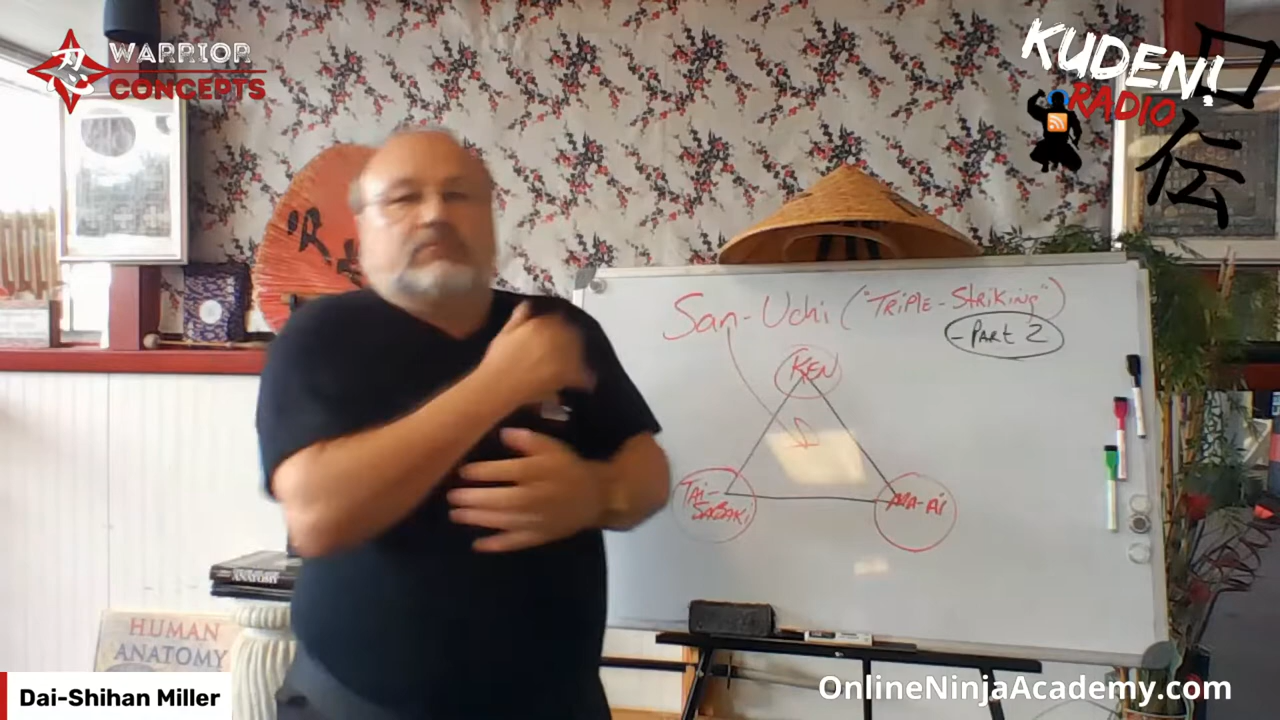 忍
WARRIOR
CONCEPTS
KUDEN!
RADIO
口
伝
San-Uchi ("TRIPLE-STRIKING")
-PART 2
KEN
TAI-
SABAKI
MA-AI
ANATOMY
HUMAN
ANATOMY
Dai-Shihan Miller
OnlineNinjaAcademy.com